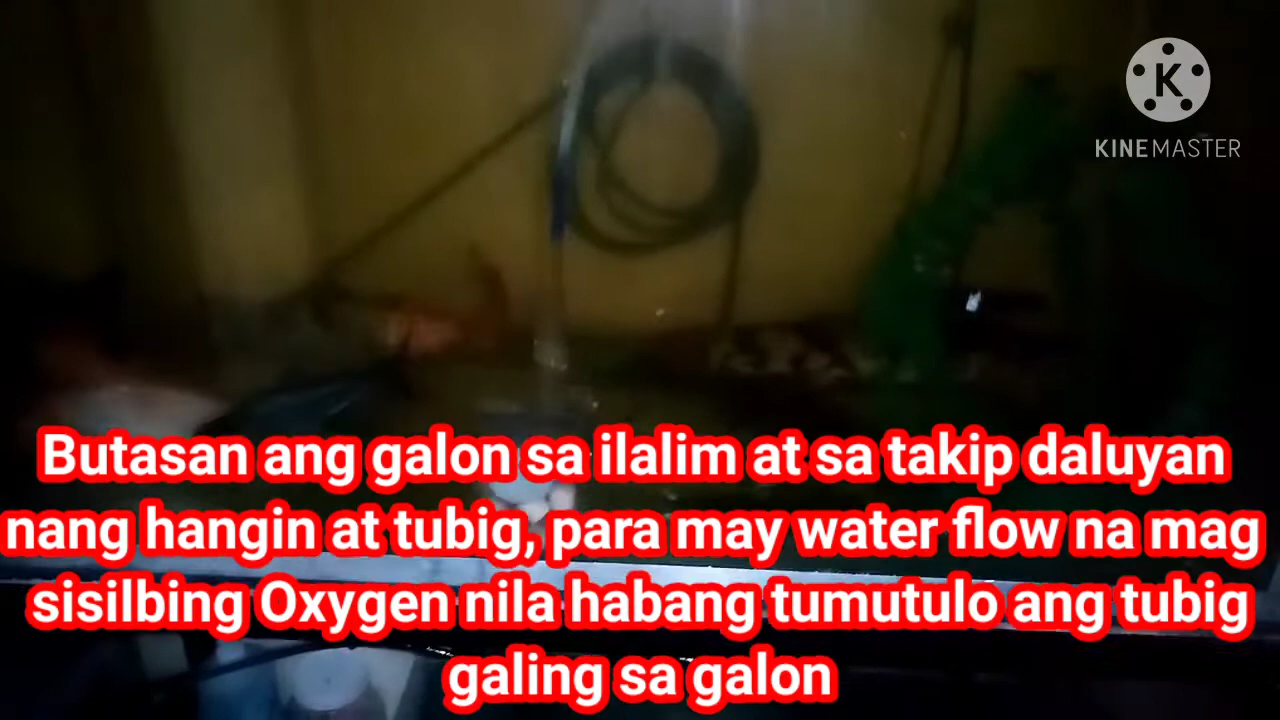 KINEMASTER
Butasan ang galon sa ilalim at sa takip daluyan
nang hangin at tubig, para may water flow na mag
sisilbing Oxygen nila habang tumutulo ang tubig
galing sa galon